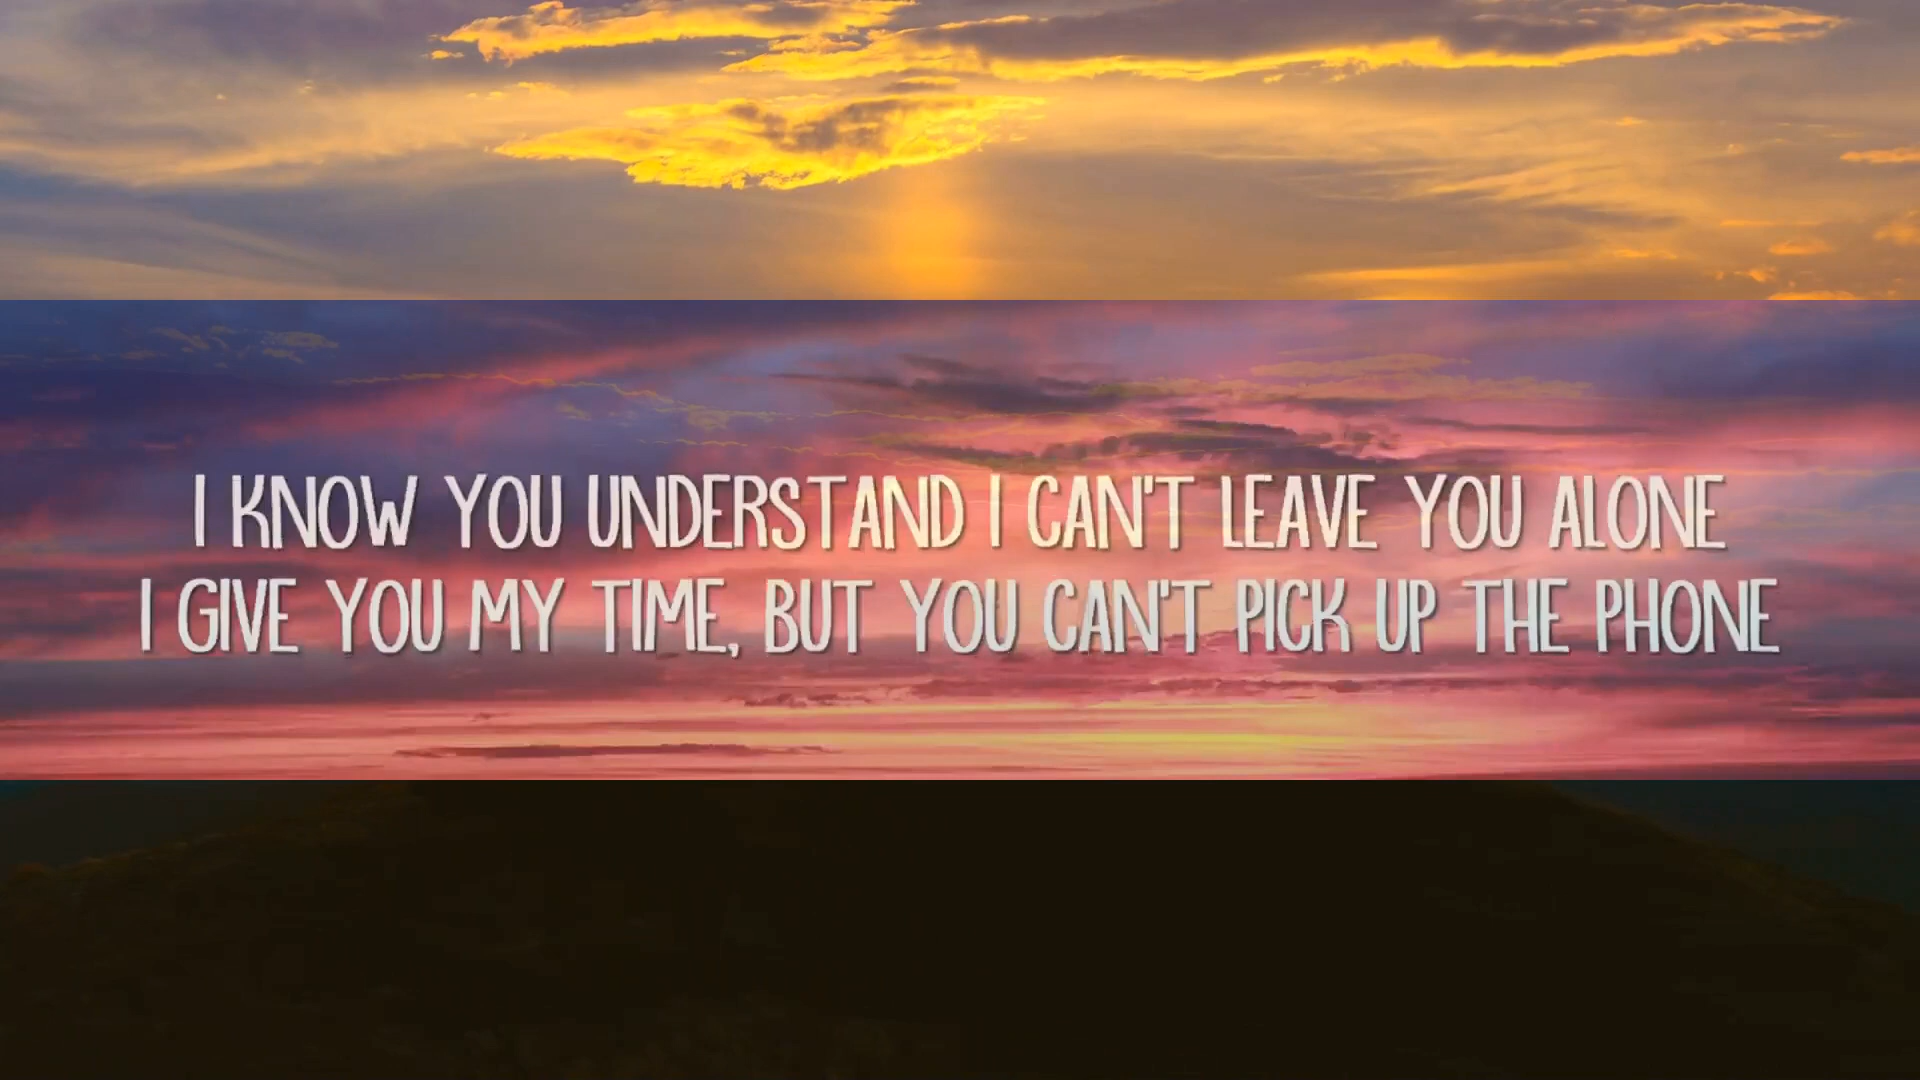 I KNOW YOU UNDERSTAND I CAN'T LEAVE YOU ALONE
I GIVE YOU MY TIME, BUT YOU CAN'T PICK UP THE PHONE